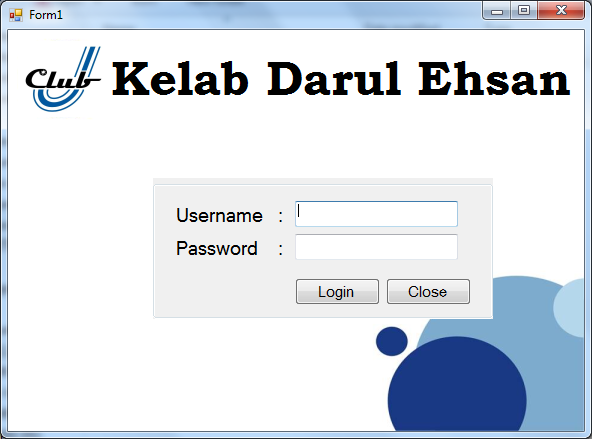 Form1
Club
Kelab Darul Ehsan
Username :
Password :
Login Close